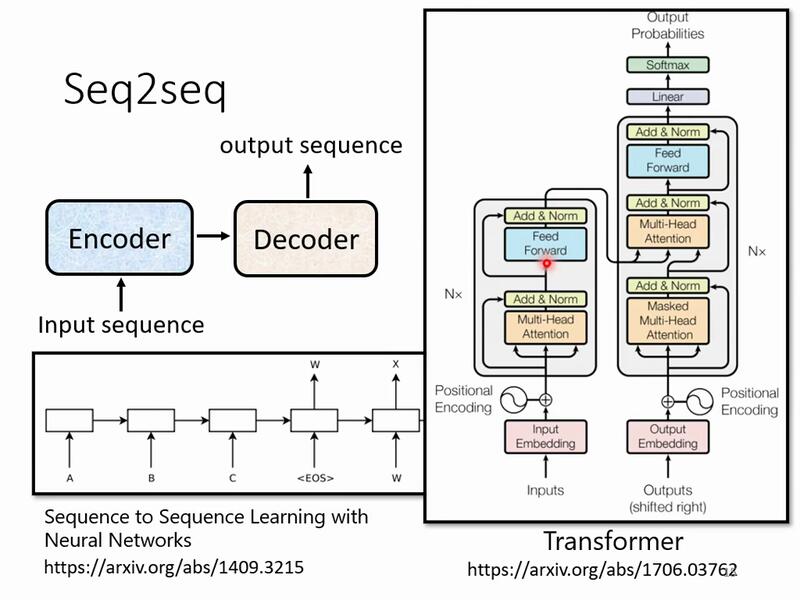 Seq2seq
output sequence
Encoder
Decoder
Input sequence
W
X
A
B
C
<EOS>
W
Sequence to Sequence Learning with
Neural Networks
https://arxiv.org/abs/1409.3215
Output
Probabilities
Softmax
Linear
Add & Norm
Feed
Forward
Add & Norm
Multi-Head
Attention
Add & Norm
Masked
Multi-Head
Attention
Nx
Add & Norm
Feed
Forward
Add & Norm
Multi-Head
Attention
Nx
Positional
Encoding
Positional
Encoding
Input
Embedding
Output
Embedding
Inputs
Outputs
(shifted right)
Transformer
https://arxiv.org/abs/1706.03762